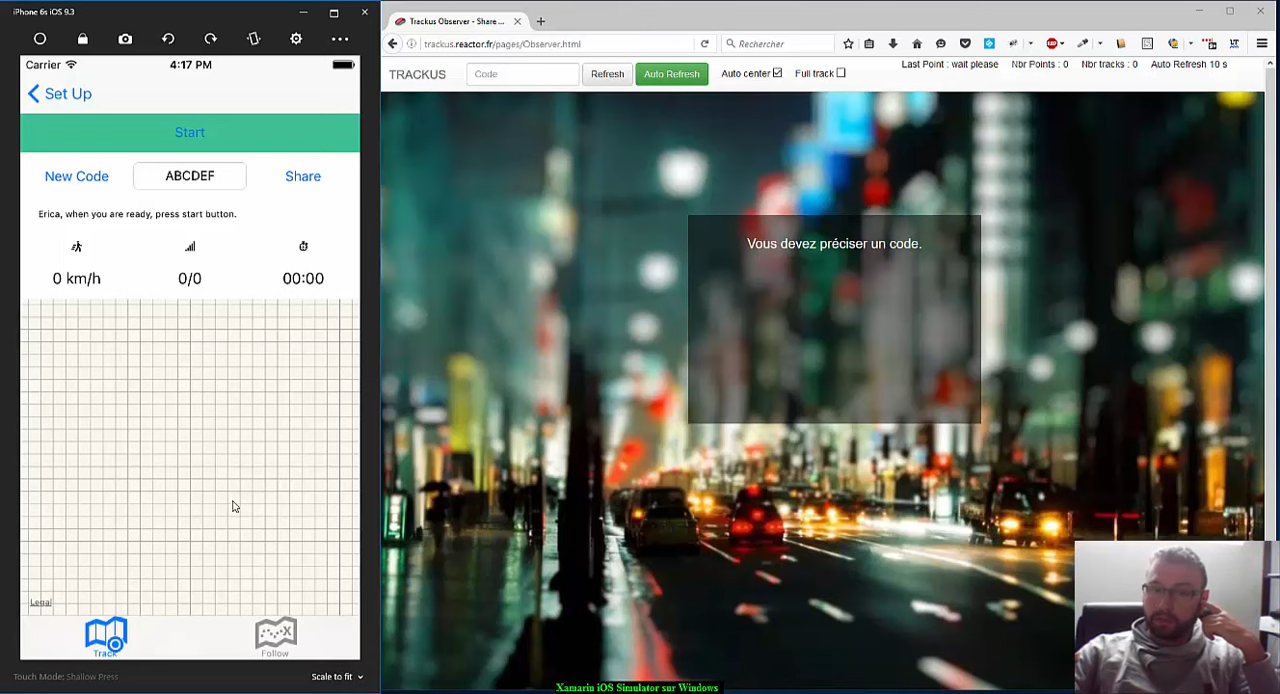 iPhone 6s iOS 9.3
Carrier
4:17 PM
Set Up
Start
New Code
ABCDEF
Share
Erica, when you are ready, press start button.
0 km/h
0/0
00:00
Legal
Track
Follow
Touch Mode: Shallow Press
Scale to fit
Trackus Observer - Share ...
trackus.reactor.fr/pages/Observer.html
Rechercher
TRACKUS
Code
Refresh
Auto Refresh
Auto center
Full track
Last Point : wait please
Nbr Points : 0
Nbr tracks : 0
Auto Refresh 10 s
Vous devez préciser un code.
Xamarin iOS Simulator sur Windows